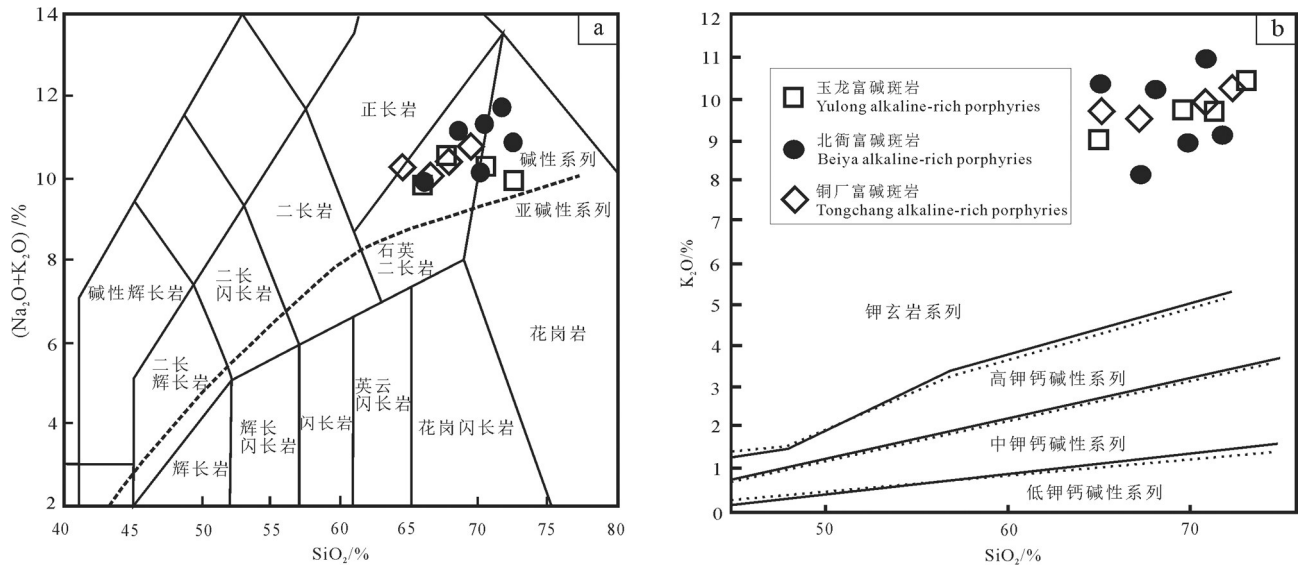 a
14
12
10
8
6
4
2
(Na₂O+K₂O) /%
正长岩
碱性系列
亚碱性系列
二长岩
石英
二长岩
碱性辉长岩
二长
闪长岩
花岗岩
二长
辉长岩
英云
闪长岩
辉长岩
辉长
闪长岩
闪长岩
花岗闪长岩
40 45 50 55 60 65 70 75 80
SiO₂/%
b
12
11
10
9
8
7
6
5
4
3
2
1
0
K₂O/%
玉龙富碱斑岩
Yulong alkaline-rich porphyries
北衙富碱斑岩
Beiya alkaline-rich porphyries
铜厂富碱斑岩
Tongchang alkaline-rich porphyries
钾玄岩系列
高钾钙碱性系列
中钾钙碱性系列
低钾钙碱性系列
50 60 70
SiO₂/%